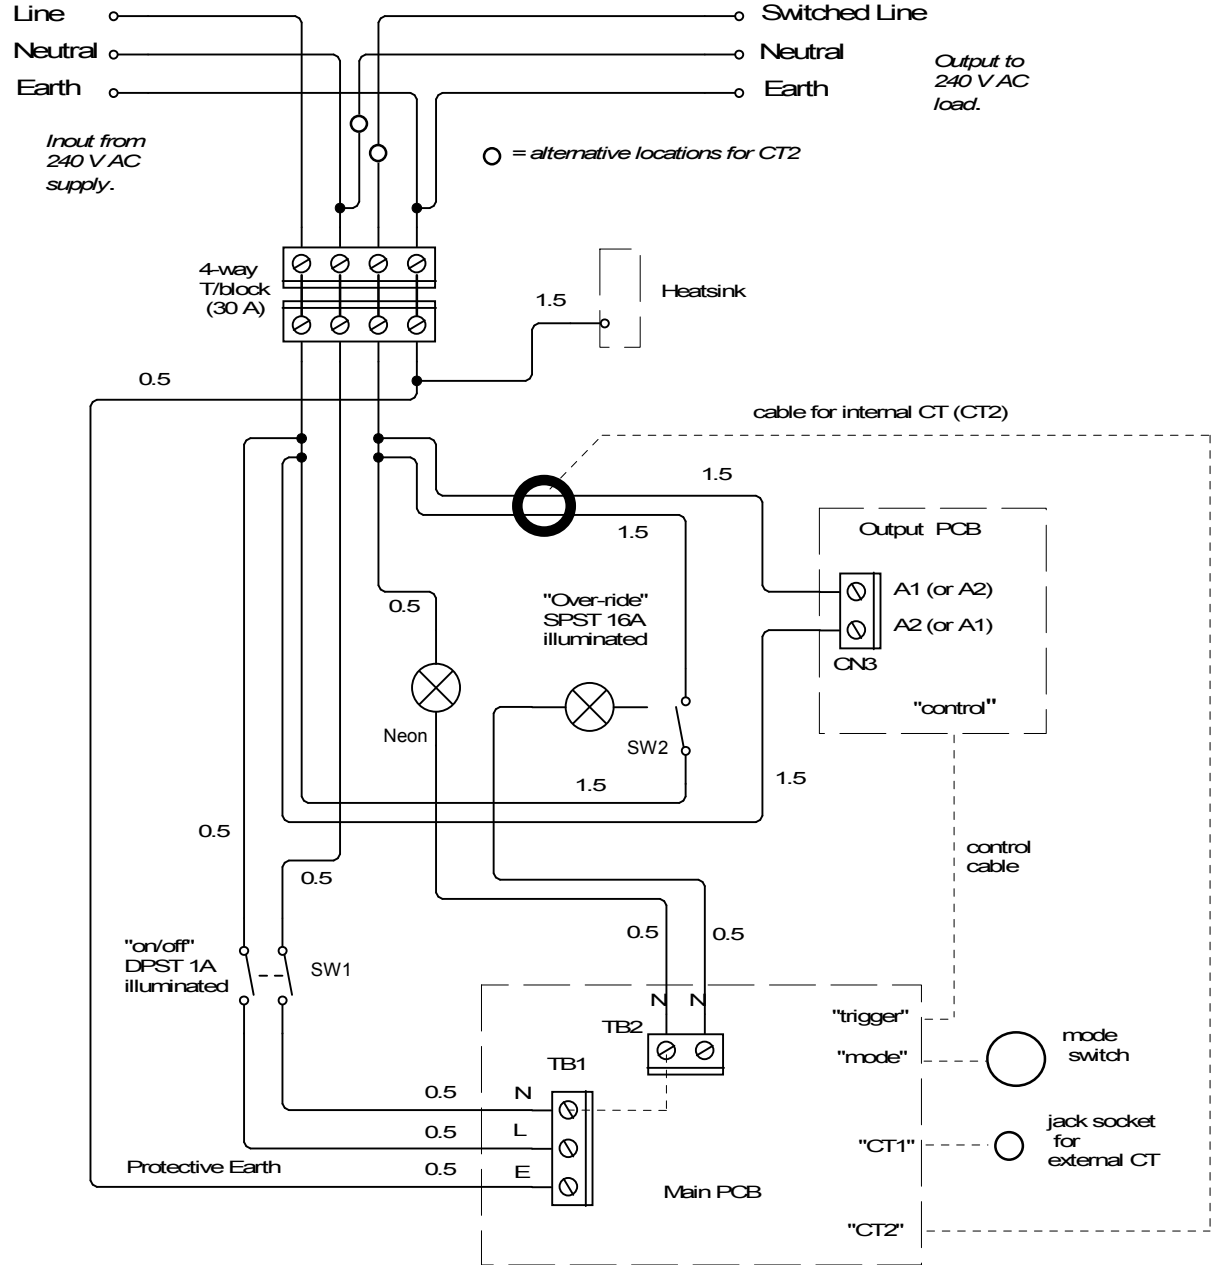 Line
Switched Line
Neutral
Neutral
Earth
Earth
Output to
240 V AC
load.
Inout from
240 V AC
supply.
= alternative locations for CT2
4-way
T/block
(30 A)
1.5
Heatsink
0.5
cable for internal CT (CT2)
1.5
1.5
Output PCB
"Over-ride"
SPST 16A
illuminated
0.5
A1 (or A2)
A2 (or A1)
CN3
"control"
Neon
SW2
1.5
1.5
0.5
0.5
control
cable
"on/off"
DPST 1A
illuminated
SW1
0.5
0.5
N
N
TB2
"trigger"
"mode"
mode
switch
TB1
0.5
N
0.5
L
"CT1"
jack socket
for
external CT
Protective Earth
0.5
E
Main PCB
"CT2"